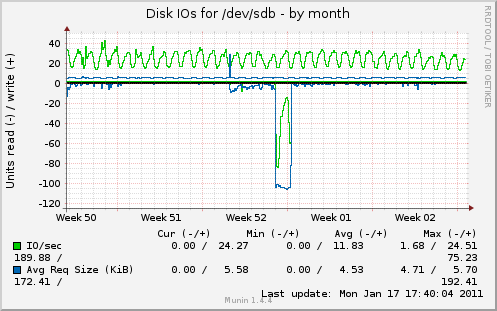 Disk IOs for /dev/sdb - by month
RRDTOOL / TOBI OETIKER
Units read (-) / write (+)
40
20
0
-20
-40
-60
-80
-100
-120
Week 50 Week 51 Week 52 Week 01 Week 02
Cur (-/+) Min (-/+) Avg (-/+) Max (-/+)
IO/sec 0.00 / 24.27 0.00 / 11.83 1.68 / 24.51
189.88 / 75.23
Avg Req Size (KiB) 0.00 / 5.58 0.00 / 4.53 4.71 / 5.70
172.41 / 192.41
Last update: Mon Jan 17 17:40:04 2011
Munin 1.4.4